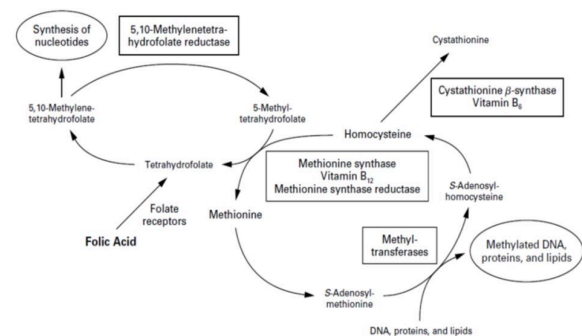 Synthesis of
nucleotides
5,10-Methylenetetra-
hydrofolate reductase
Cystathionine
Cystathionine β-synthase
Vitamin B6
5,10-Methylene-
tetrahydrofolate
5-Methyl-
tetrahydrofolate
Homocysteine
Tetrahydrofolate
Methionine synthase
Vitamin B12
Methionine synthase reductase
S-Adenosyl-
homocysteine
Folate
receptors
Methionine
Folic Acid
Methyl-
transferases
Methylated DNA,
proteins, and lipids
S-Adenosyl-
methionine
DNA, proteins, and lipids